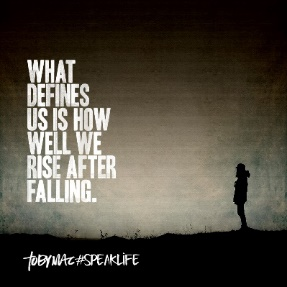 WHAT
DEFINES
US IS HOW
WELL WE
RISE AFTER
FALLING.
TOBYMAC#SPEAKLIFE